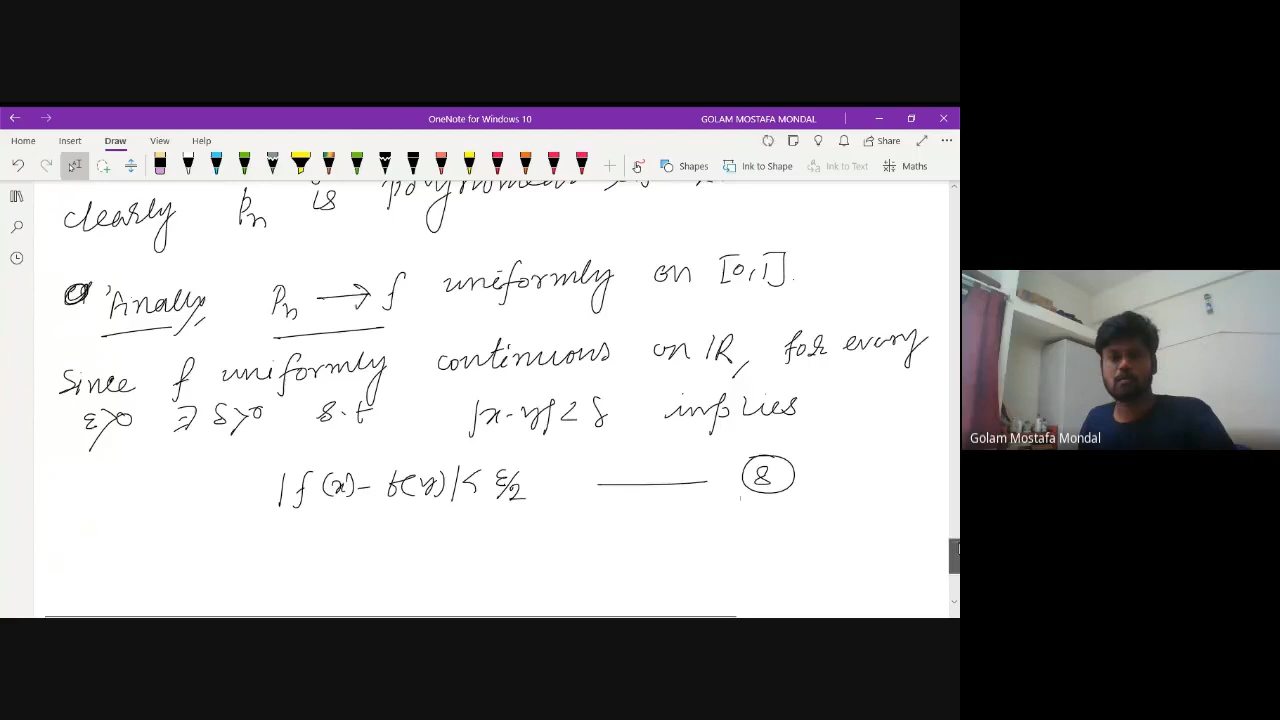 OneNote for Windows 10
GOLAM MOSTAFA MONDAL
Home Insert Draw View Help
Share
Shapes Ink to Shape Ink to Text Maths
clearly Pn is polynomial
Finally Pn → f uniformly on [0,1].
Since f uniformly continuous on IR, for every
ε>0 ∃ δ>0 s.t |x-y|<δ implies
|f(x)-f(y)|< ε/2 ——— 8
Golam Mostafa Mondal